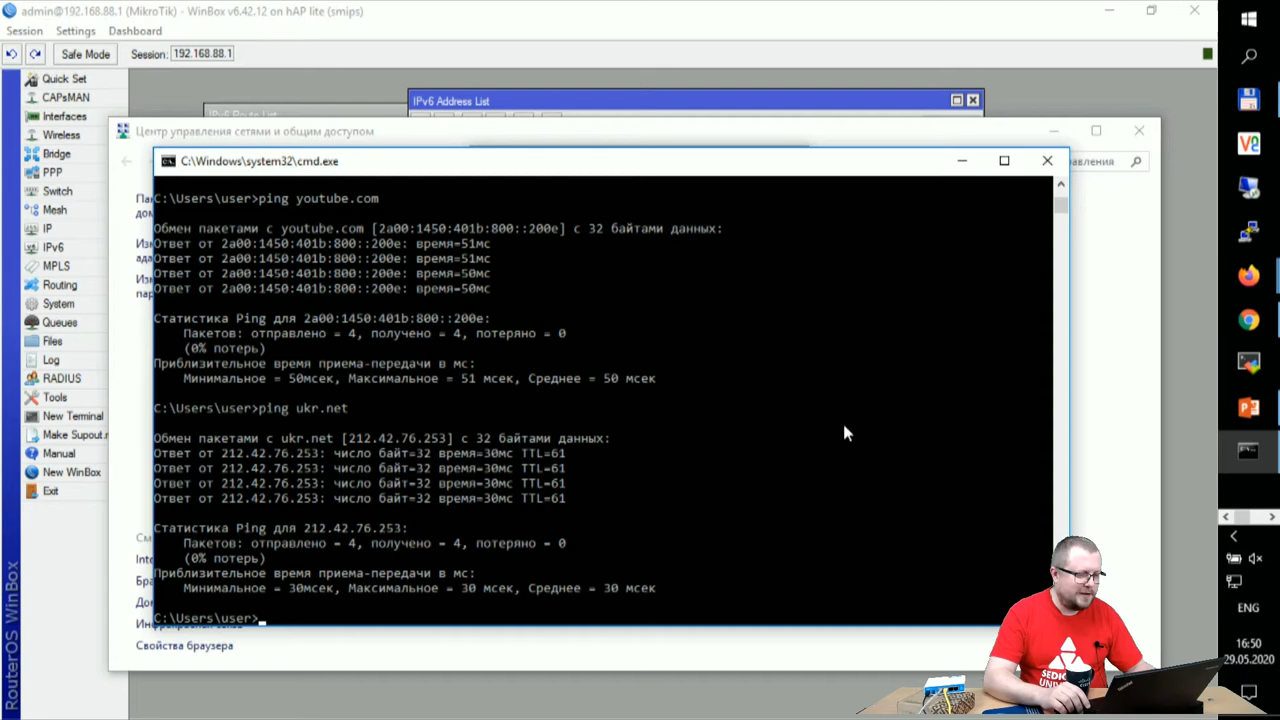 admin@192.168.88.1 (MikroTik) - WinBox v6.42.12 on hAP lite (smips)
Session Settings Dashboard
Safe Mode Session: 192.168.88.1
Quick Set
CAPsMAN
Interfaces
Wireless
Bridge
PPP
Switch
Mesh
IP
IPv6
MPLS
Routing
System
Queues
Files
Log
RADIUS
Tools
New Terminal
Make Supout.r
Manual
New WinBox
Exit
RouterOS WinBox
IPv6 Route List
IPv6 Address List
Центр управления сетями и общим доступом
C:\Windows\system32\cmd.exe
C:\Users\user>ping youtube.com
Обмен пакетами с youtube.com [2a00:1450:401b:800::200e] с 32 байтами данных:
Ответ от 2a00:1450:401b:800::200e: время=51мс
Ответ от 2a00:1450:401b:800::200e: время=51мс
Ответ от 2a00:1450:401b:800::200e: время=50мс
Ответ от 2a00:1450:401b:800::200e: время=50мс
Статистика Ping для 2a00:1450:401b:800::200e:
Пакетов: отправлено = 4, получено = 4, потеряно = 0
(0% потерь)
Приблизительное время приема-передачи в мс:
Минимальное = 50мсек, Максимальное = 51 мсек, Среднее = 50 мсек
C:\Users\user>ping ukr.net
Обмен пакетами с ukr.net [212.42.76.253] с 32 байтами данных:
Ответ от 212.42.76.253: число байт=32 время=30мс TTL=61
Ответ от 212.42.76.253: число байт=32 время=30мс TTL=61
Ответ от 212.42.76.253: число байт=32 время=30мс TTL=61
Ответ от 212.42.76.253: число байт=32 время=30мс TTL=61
Статистика Ping для 212.42.76.253:
Пакетов: отправлено = 4, получено = 4, потеряно = 0
(0% потерь)
Приблизительное время приема-передачи в мс:
Минимальное = 30мсек, Максимальное = 30 мсек, Среднее = 30 мсек
C:\Users\user>
Свойства браузера
ENG
16:50
29.05.2020